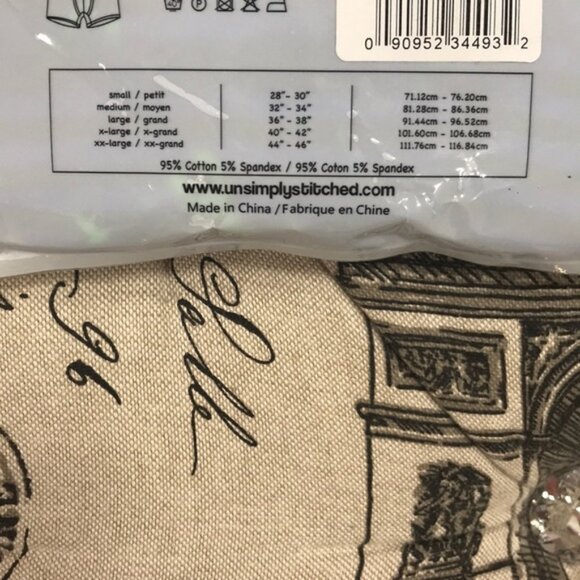 0 90952 34493 2
small / petit 28"- 30" 71.12cm - 76.20cm
medium / moyen 32" - 34" 81.28cm - 86.36cm
large / grand 36" - 38" 91.44cm - 96.52cm
x-large / x-grand 40" - 42" 101.60cm - 106.68cm
xx-large / xx-grand 44" - 46" 111.76cm - 116.84cm
95% Cotton 5% Spandex / 95% Coton 5% Spandex
www.unsimplystitched.com
Made in China / Fabrique en Chine
Salle
96